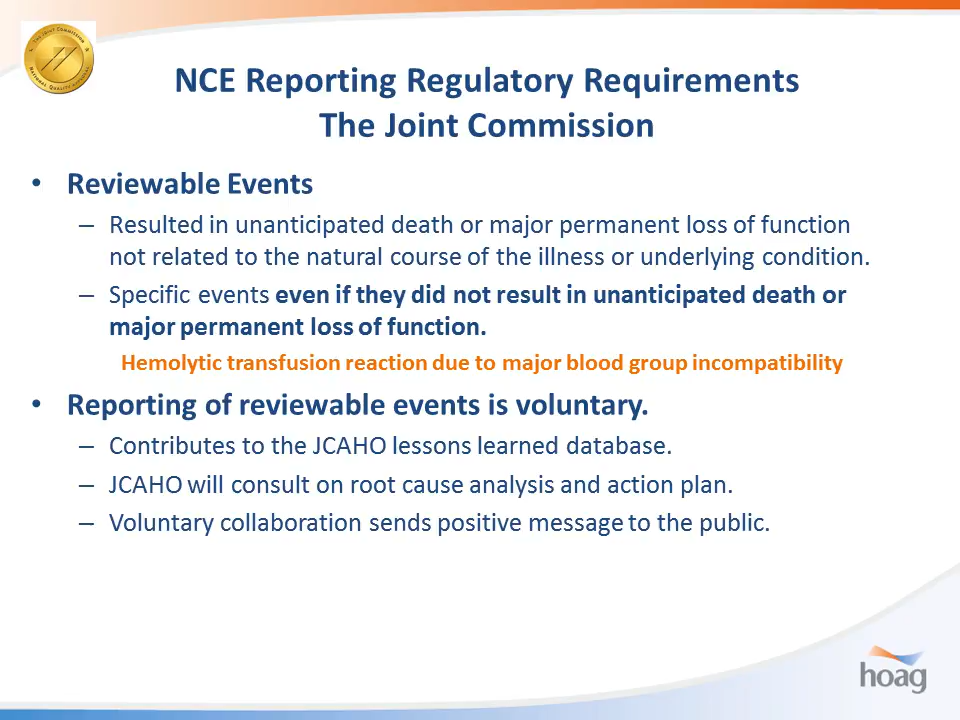 NCE Reporting Regulatory Requirements
The Joint Commission
• Reviewable Events
– Resulted in unanticipated death or major permanent loss of function
not related to the natural course of the illness or underlying condition.
– Specific events even if they did not result in unanticipated death or
major permanent loss of function.
Hemolytic transfusion reaction due to major blood group incompatibility
• Reporting of reviewable events is voluntary.
– Contributes to the JCAHO lessons learned database.
– JCAHO will consult on root cause analysis and action plan.
– Voluntary collaboration sends positive message to the public.
hoag